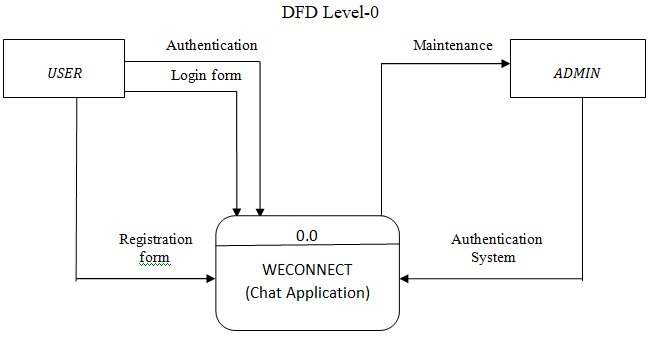 DFD Level-0
Authentication
Maintenance
USER
Login form
ADMIN
0.0
Registration
form
Authentication
System
WECONNECT
(Chat Application)